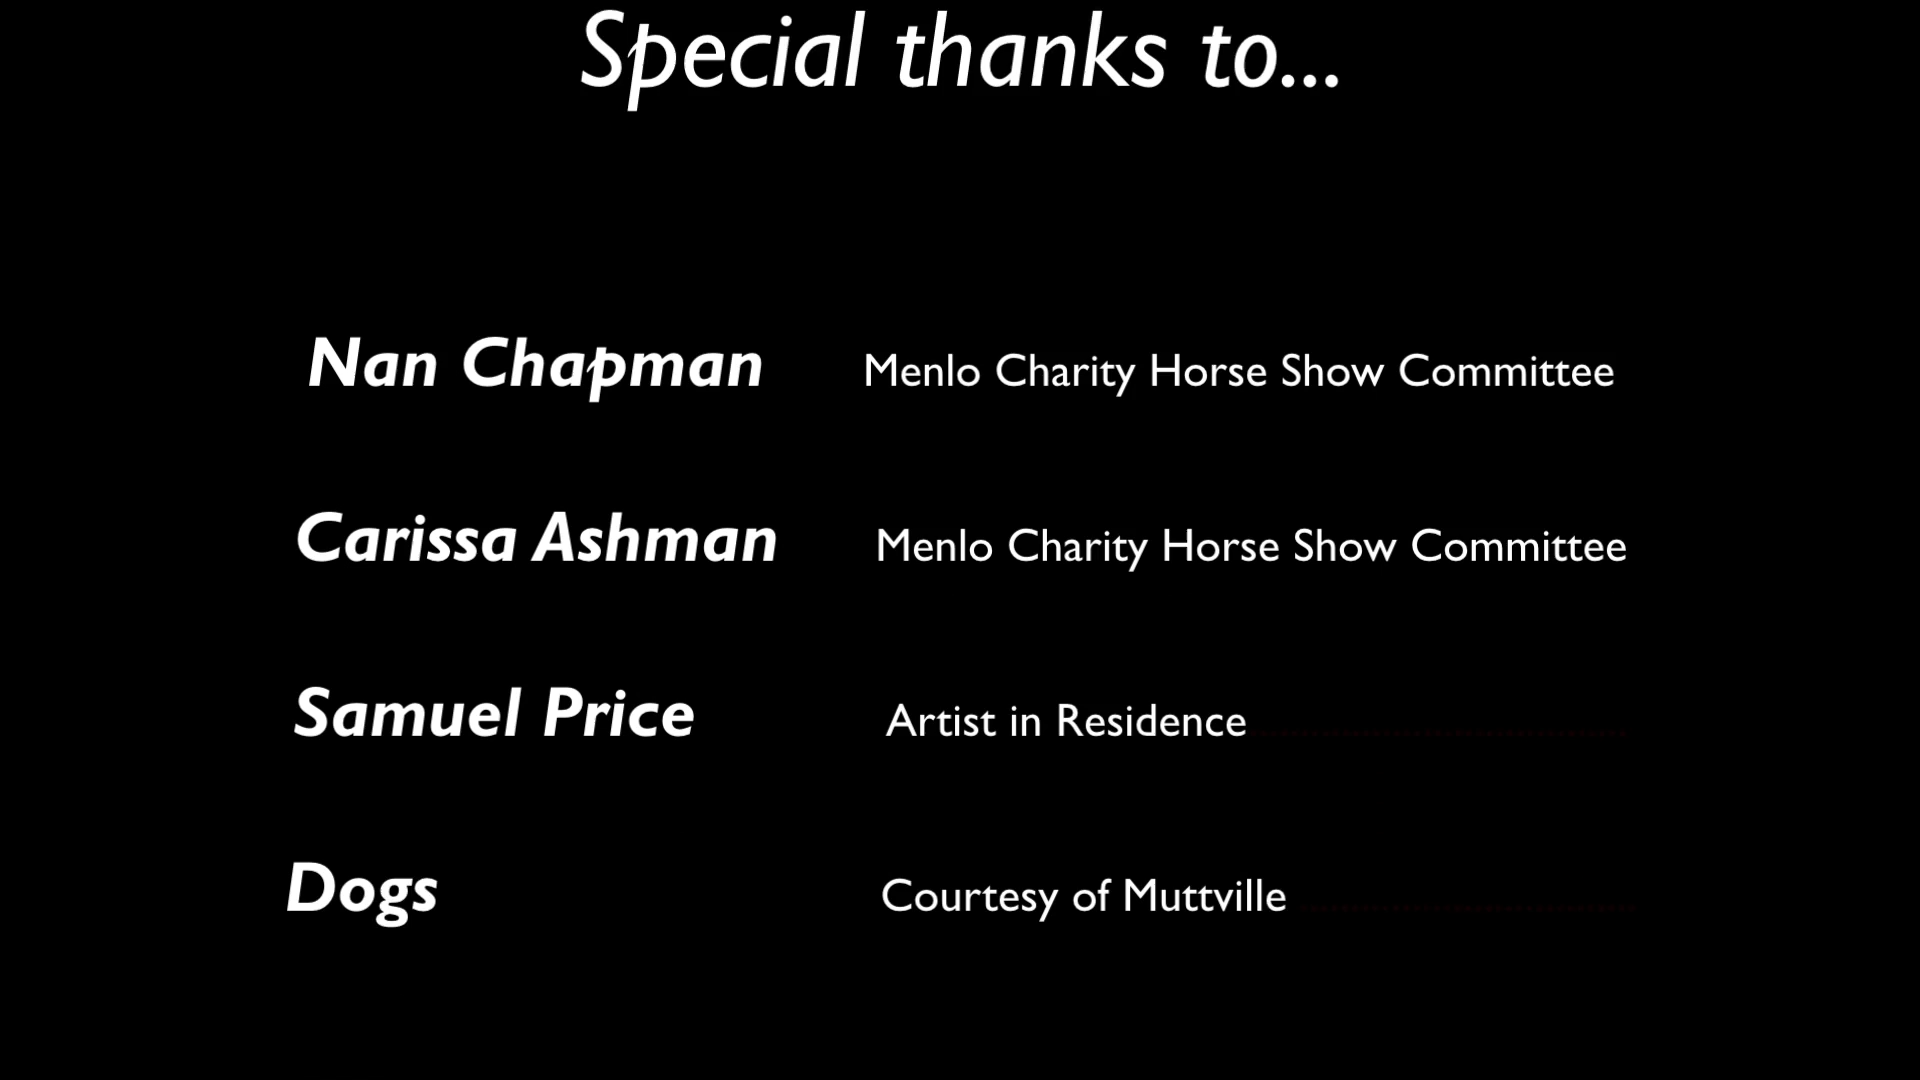 Special thanks to...
Nan Chapman Menlo Charity Horse Show Committee
Carissa Ashman Menlo Charity Horse Show Committee
Samuel Price Artist in Residence
Dogs Courtesy of Muttville